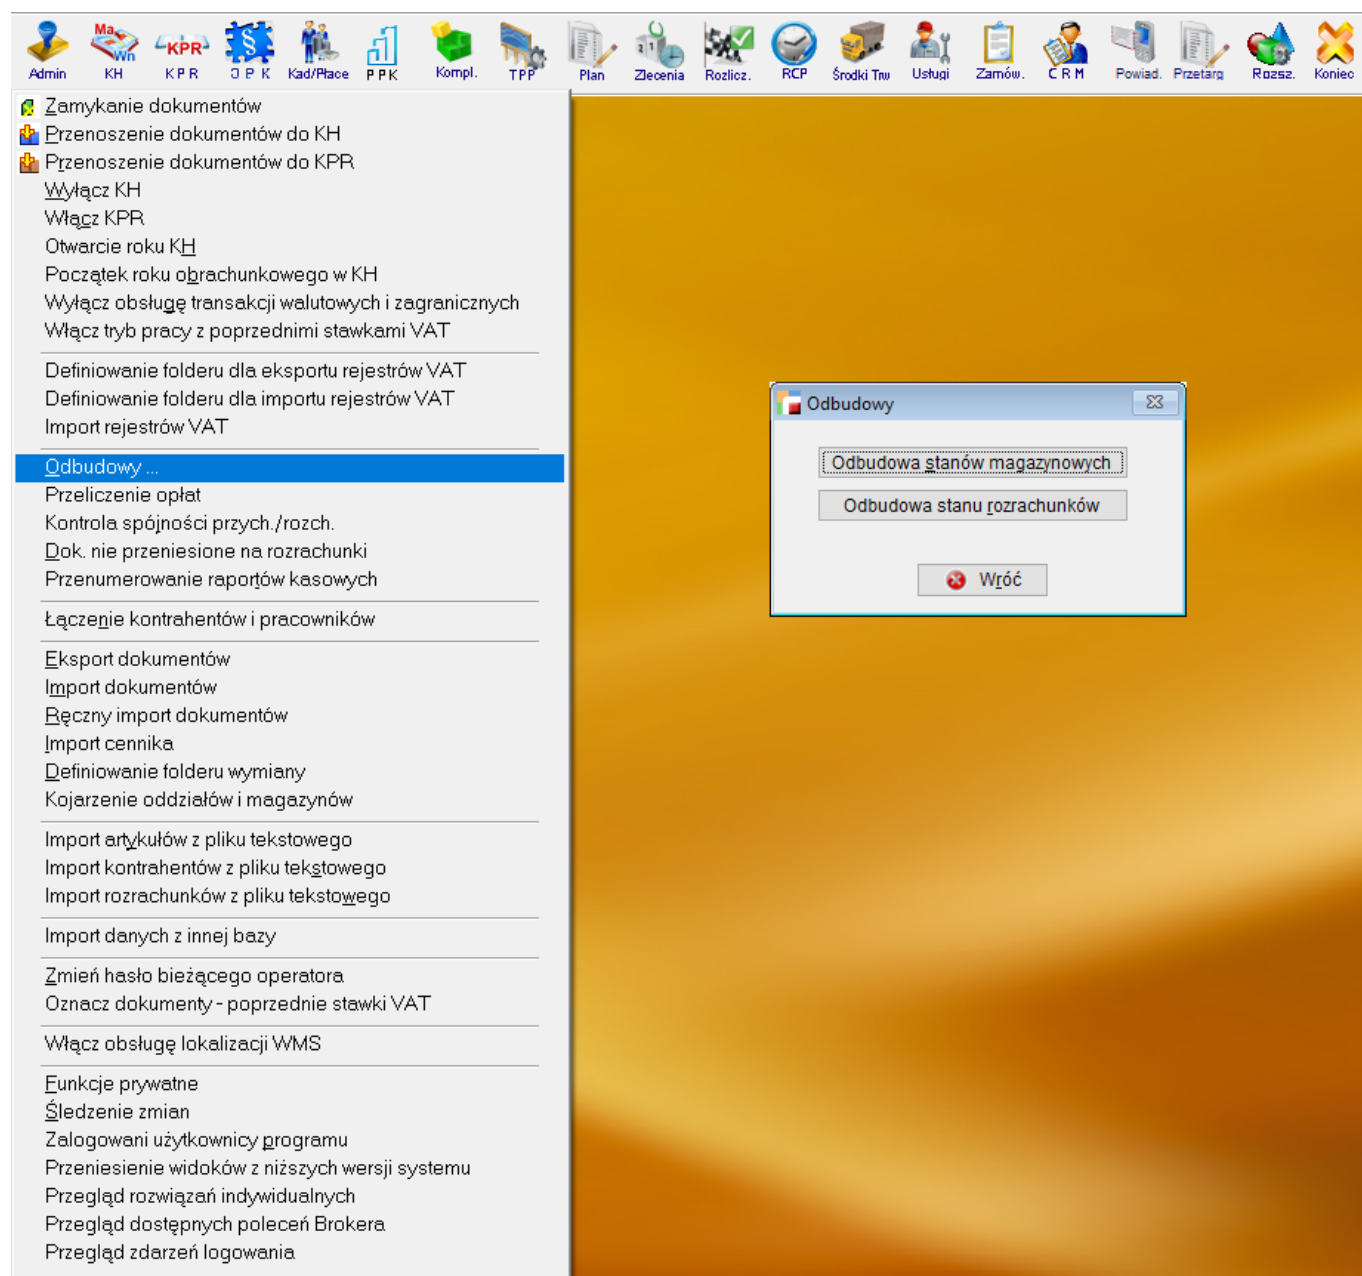 Ma Wn KPR §
Admin KH KPR JPK Kad/Płace PPK Kompl. TPP Plan Zlecenia Rozlicz. RCP Środki Trw Usługi Zamów. CRM Powiad. Przetarg Rozsz. Koniec
Zamykanie dokumentów
Przenoszenie dokumentów do KH
Przenoszenie dokumentów do KPR
Wyłącz KH
Włącz KPR
Otwarcie roku KH
Początek roku obrachunkowego w KH
Wyłącz obsługę transakcji walutowych i zagranicznych
Włącz tryb pracy z poprzednimi stawkami VAT
Definiowanie folderu dla eksportu rejestrów VAT
Definiowanie folderu dla importu rejestrów VAT
Import rejestrów VAT
Odbudowy ...
Przeliczenie opłat
Kontrola spójności przych./rozch.
Dok. nie przeniesione na rozrachunki
Przenumerowanie raportów kasowych
Łączenie kontrahentów i pracowników
Eksport dokumentów
Import dokumentów
Ręczny import dokumentów
Import cennika
Definiowanie folderu wymiany
Kojarzenie oddziałów i magazynów
Import artykułów z pliku tekstowego
Import kontrahentów z pliku tekstowego
Import rozrachunków z pliku tekstowego
Import danych z innej bazy
Zmień hasło bieżącego operatora
Oznacz dokumenty - poprzednie stawki VAT
Włącz obsługę lokalizacji WMS
Funkcje prywatne
Śledzenie zmian
Zalogowani użytkownicy programu
Przeniesienie widoków z niższych wersji systemu
Przegląd rozwiązań indywidualnych
Przegląd dostępnych poleceń Brokera
Przegląd zdarzeń logowania
Odbudowy
Odbudowa stanów magazynowych
Odbudowa stanu rozrachunków
Wróć